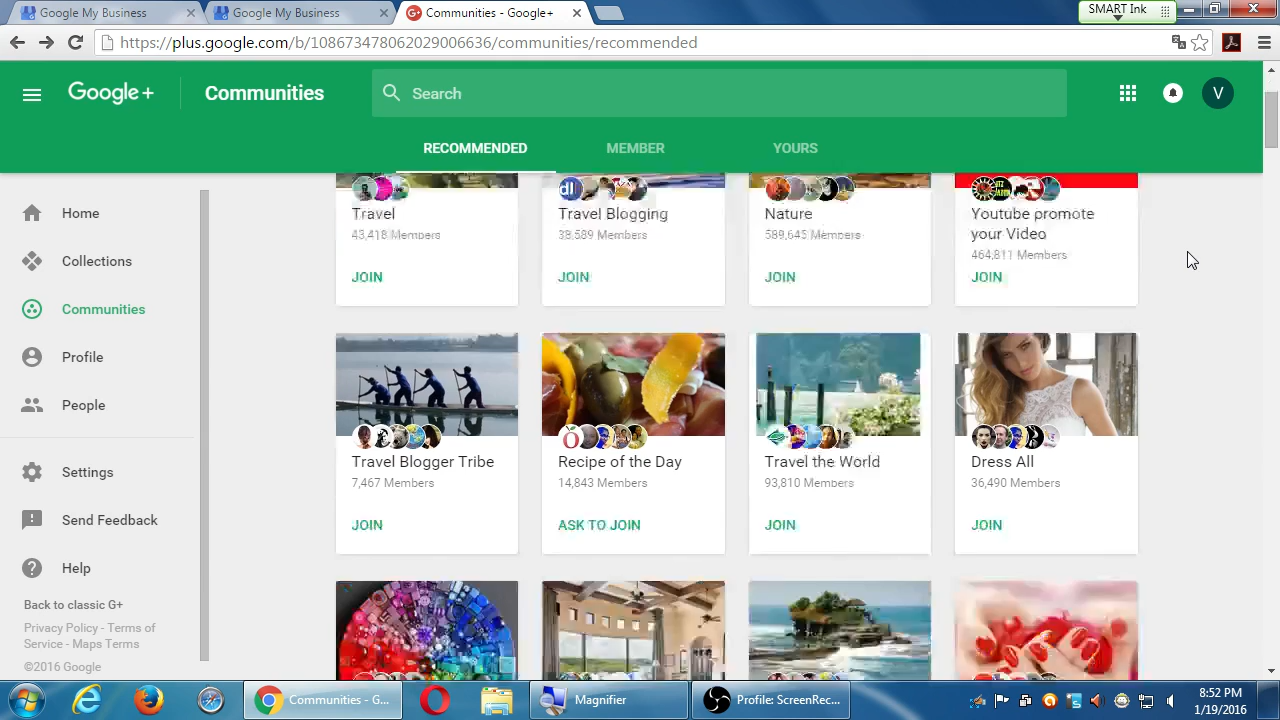 Google My Business
Google My Business
Communities - Google+
SMART Ink
https://plus.google.com/b/108673478062029006636/communities/recommended
Google+
Communities
Search
V
RECOMMENDED
MEMBER
YOURS
Home
Collections
Communities
Profile
People
Settings
Send Feedback
Help
Back to classic G+
Privacy Policy - Terms of
Service - Maps Terms
©2016 Google
Travel
43,418 Members
JOIN
Travel Blogging
38,589 Members
JOIN
Nature
589,645 Members
JOIN
Youtube promote
your Video
464,811 Members
JOIN
Travel Blogger Tribe
7,467 Members
JOIN
Recipe of the Day
14,843 Members
ASK TO JOIN
Travel the World
93,810 Members
JOIN
Dress All
36,490 Members
JOIN
Communities - G...
Magnifier
Profile: ScreenRec...
8:52 PM
1/19/2016